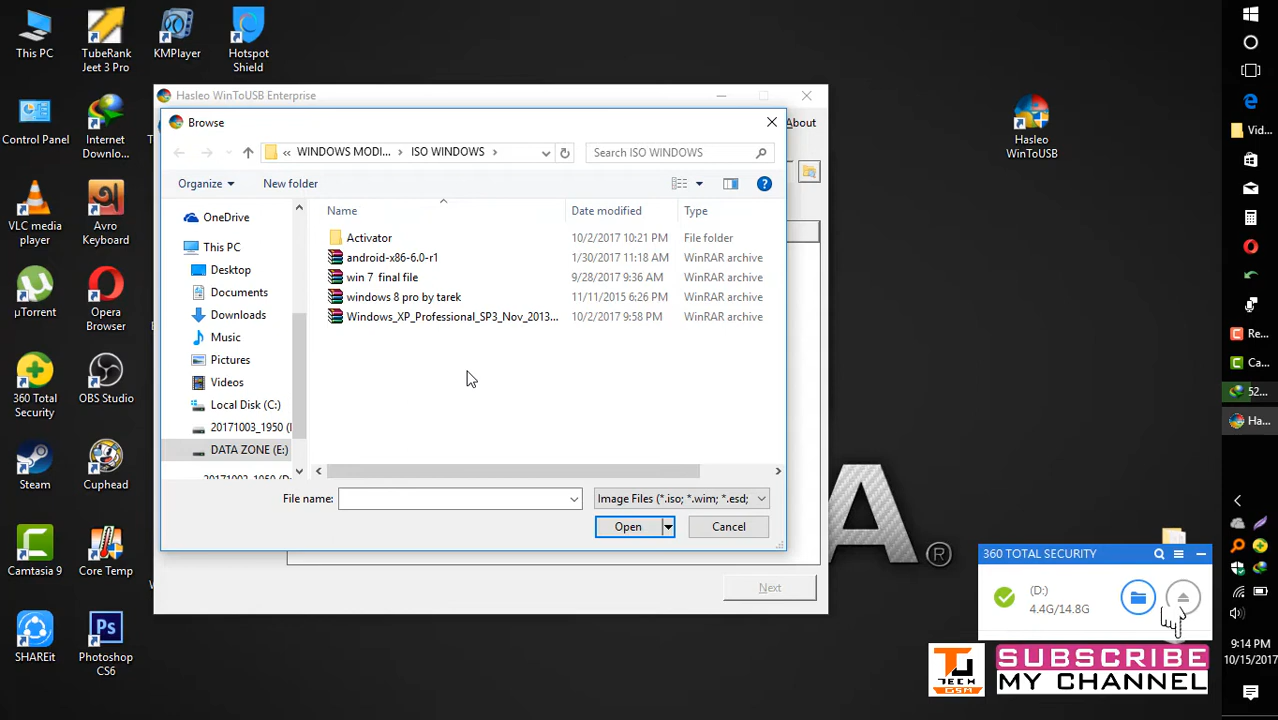 This PC
TubeRank
Jeet 3 Pro
KMPlayer
Hotspot
Shield
Control Panel
Internet
Downlo...
VLC media
player
Avro
Keyboard
µTorrent
Opera
Browser
360 Total
Security
OBS Studio
Steam
Cuphead
Camtasia 9
Core Temp
SHAREit
Photoshop
CS6
Hasleo WinToUSB Enterprise
About
Next
Browse
WINDOWS MODI...
ISO WINDOWS
Search ISO WINDOWS
Organize
New folder
OneDrive
This PC
Desktop
Documents
Downloads
Music
Pictures
Videos
Local Disk (C:)
20171003_1950 (
DATA ZONE (E:)
Name
Date modified
Type
Activator
10/2/2017 10:21 PM
File folder
android-x86-6.0-r1
1/30/2017 11:18 AM
WinRAR archive
win 7 final file
9/28/2017 9:36 AM
WinRAR archive
windows 8 pro by tarek
11/11/2015 6:26 PM
WinRAR archive
Windows_XP_Professional_SP3_Nov_2013...
10/2/2017 9:58 PM
WinRAR archive
File name:
Image Files (*.iso; *.wim; *.esd;
Open
Cancel
Hasleo
WinToUSB
A®
360 TOTAL SECURITY
(D:)
4.4G/14.8G
TECH
GSM
SUBSCRIBE
MY CHANNEL
Vid...
Re...
Ca...
52...
Ha...
9:14 PM
10/15/2017